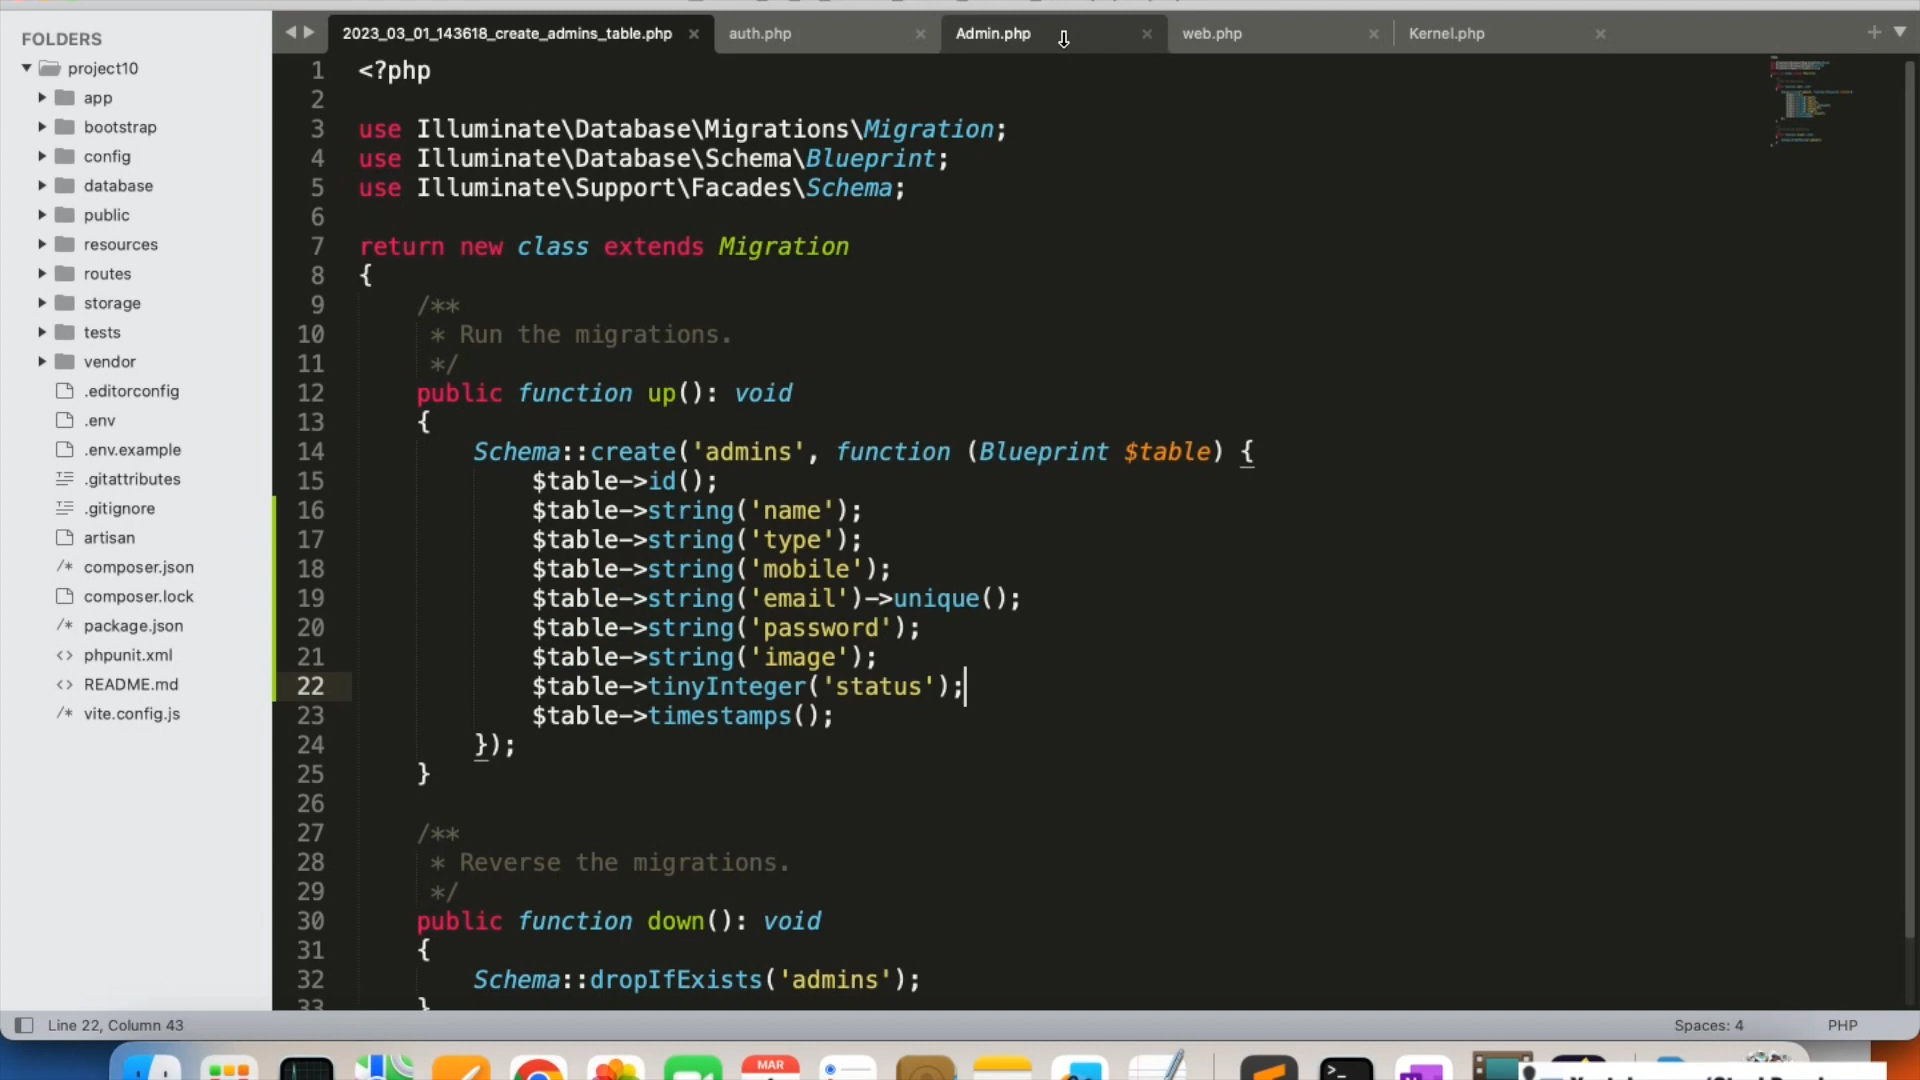 FOLDERS
project10
app
bootstrap
config
database
public
resources
routes
storage
tests
vendor
.editorconfig
.env
.env.example
.gitattributes
.gitignore
artisan
composer.json
composer.lock
package.json
phpunit.xml
README.md
vite.config.js
2023_03_01_143618_create_admins_table.php
auth.php
Admin.php
web.php
Kernel.php
1 <?php
2
3 use Illuminate\Database\Migrations\Migration;
4 use Illuminate\Database\Schema\Blueprint;
5 use Illuminate\Support\Facades\Schema;
6
7 return new class extends Migration
8 {
9 /**
10 * Run the migrations.
11 */
12 public function up(): void
13 {
14 Schema::create('admins', function (Blueprint $table) {
15 $table->id();
16 $table->string('name');
17 $table->string('type');
18 $table->string('mobile');
19 $table->string('email')->unique();
20 $table->string('password');
21 $table->string('image');
22 $table->tinyInteger('status');
23 $table->timestamps();
24 });
25 }
26
27 /**
28 * Reverse the migrations.
29 */
30 public function down(): void
31 {
32 Schema::dropIfExists('admins');
33 }
Line 22, Column 43
Spaces: 4
PHP
MAR